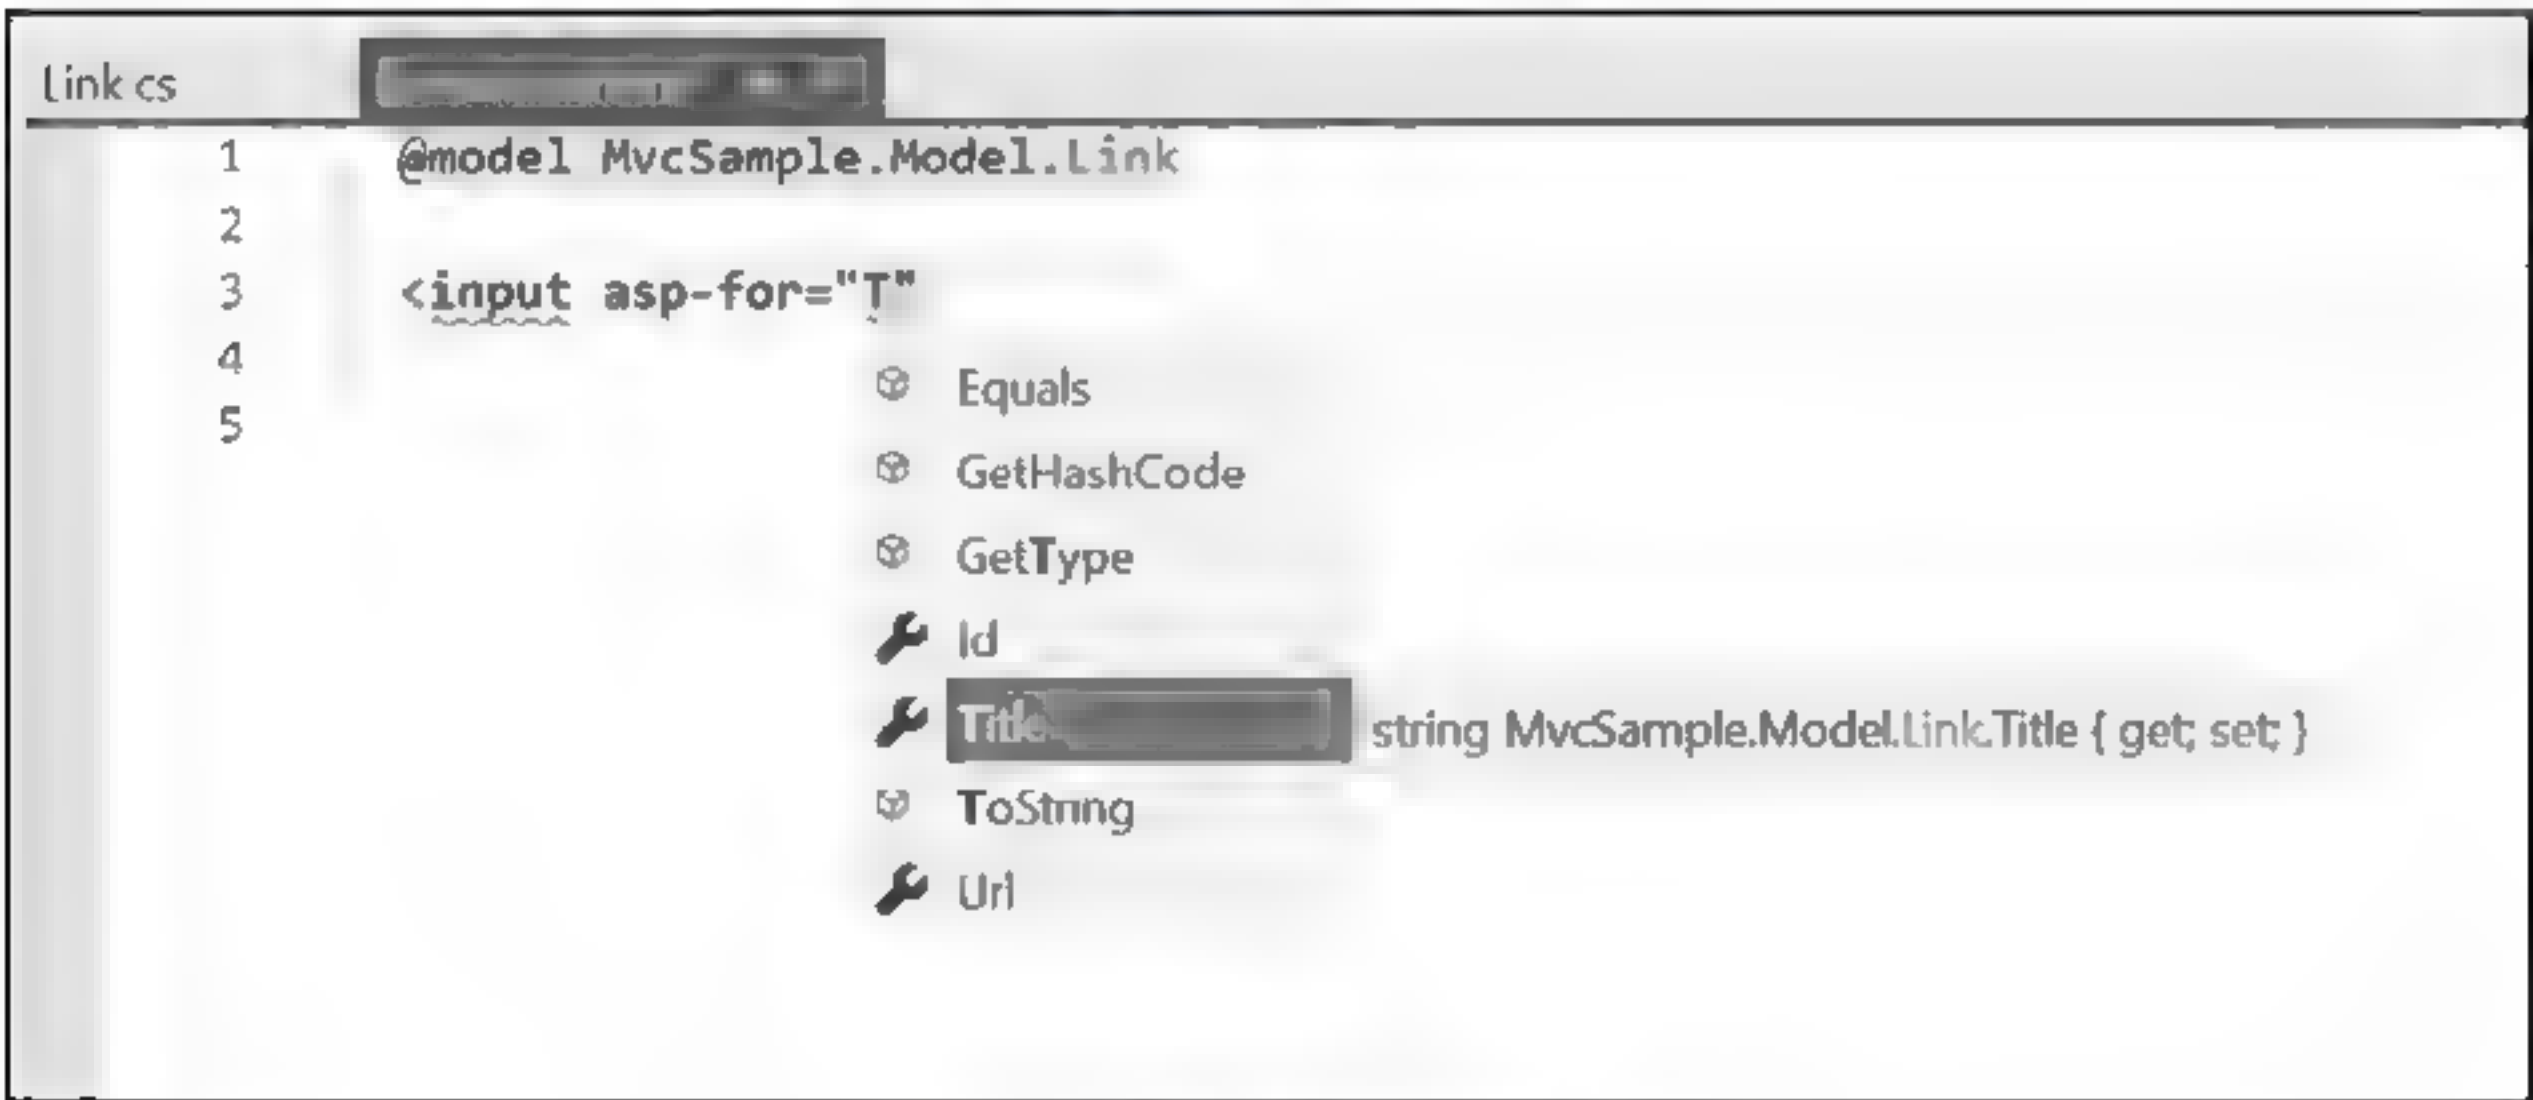 Link cs
1 @model MvcSample.Model.Link
2
3 <input asp-for="T"
4
5
Equals
GetHashCode
GetType
Id
Title string MvcSample.Model.Link.Title { get; set; }
ToString
Url